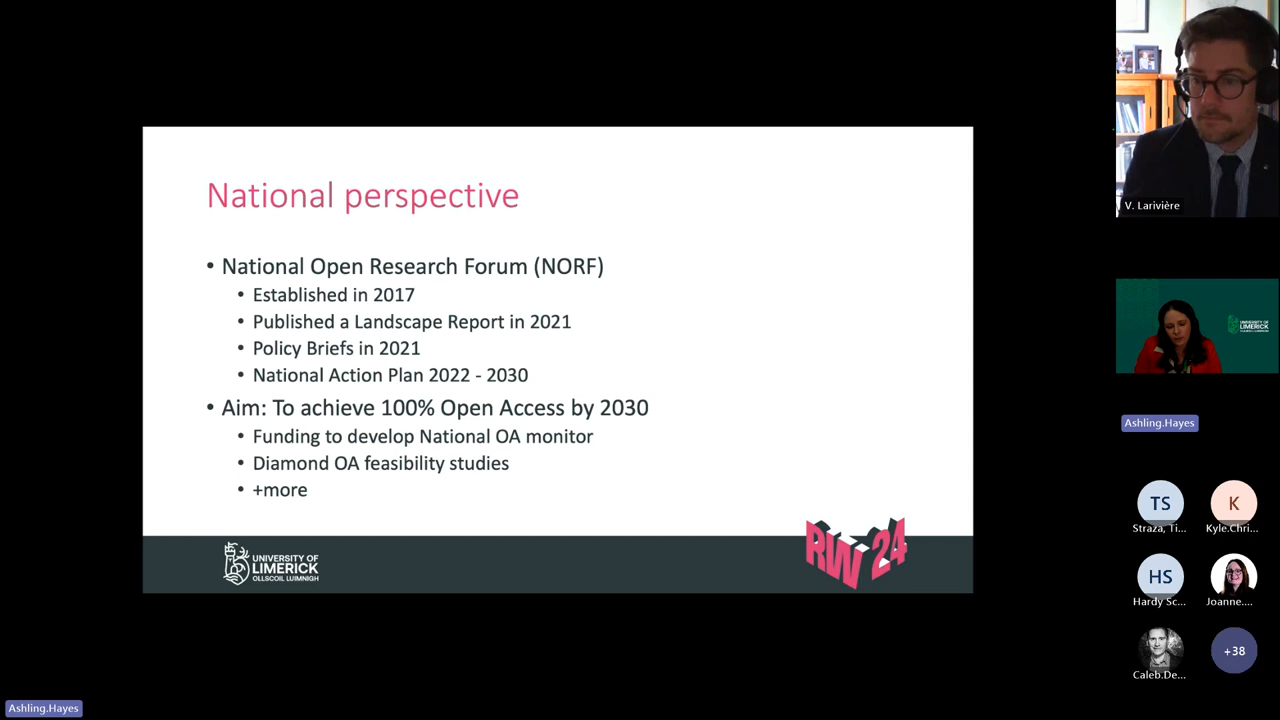 National perspective
• National Open Research Forum (NORF)
• Established in 2017
• Published a Landscape Report in 2021
• Policy Briefs in 2021
• National Action Plan 2022 - 2030
• Aim: To achieve 100% Open Access by 2030
• Funding to develop National OA monitor
• Diamond OA feasibility studies
• +more
UNIVERSITY OF
LIMERICK
OLLSCOIL LUIMNIGH
RW 24
V. Larivière
UNIVERSITY OF
LIMERICK
Ashling.Hayes
TS
K
Straza, Ti...
Kyle.Chri...
HS
Hardy Sc...
Joanne....
Caleb.De...
+38
Ashling.Hayes